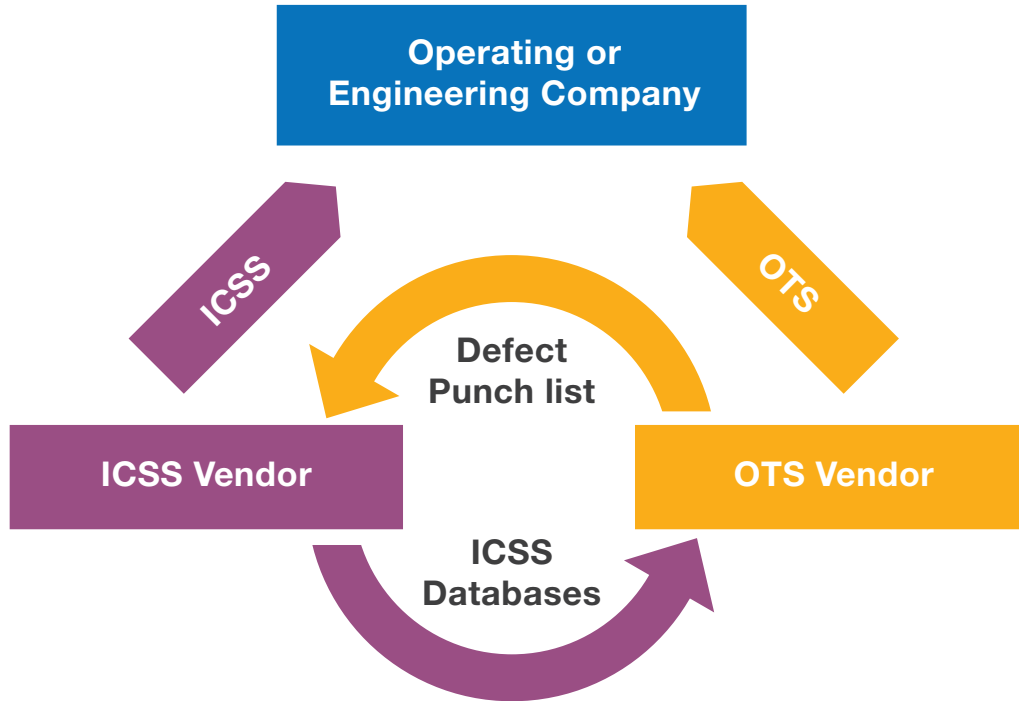 Operating or
Engineering Company
ICSS
OTS
Defect
Punch list
ICSS Vendor
OTS Vendor
ICSS
Databases